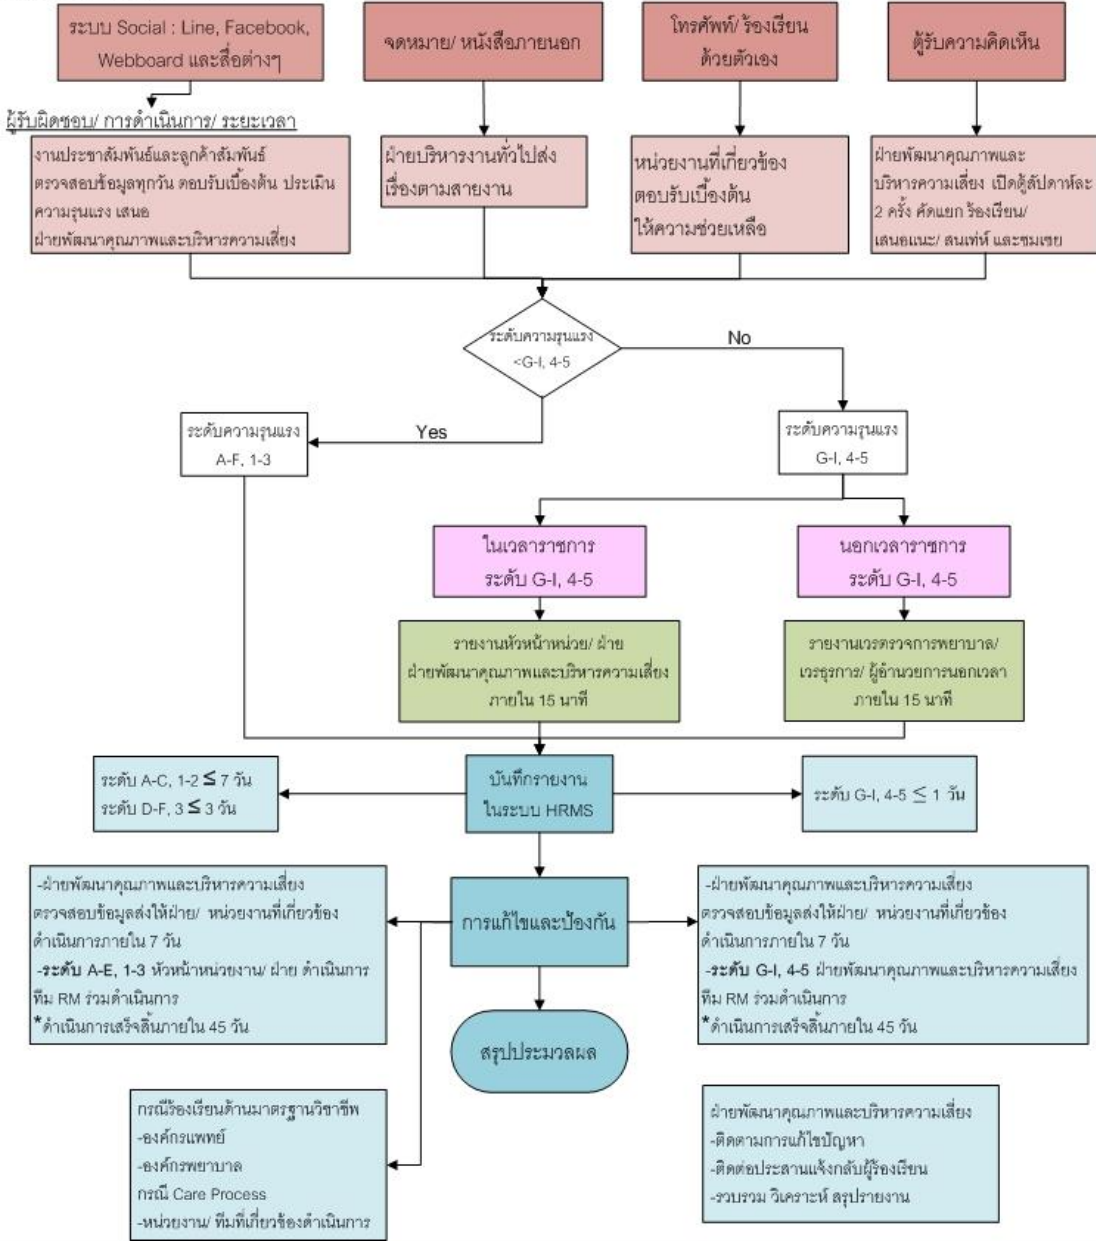 ระบบ Social : Line, Facebook,
Webboard และสื่อต่างๆ
จดหมาย/ หนังสือภายนอก
โทรศัพท์/ ร้องเรียน
ด้วยตัวเอง
ตู้รับความคิดเห็น
ผู้รับผิดชอบ/ การดำเนินการ/ ระยะเวลา
งานประชาสัมพันธ์และลูกค้าสัมพันธ์
ตรวจสอบข้อมูลทุกวัน ตอบรับเบื้องต้น ประเมิน
ความรุนแรง เสนอ
ฝ่ายพัฒนาคุณภาพและบริหารความเสี่ยง
ฝ่ายบริหารงานทั่วไปส่ง
เรื่องตามสายงาน
หน่วยงานที่เกี่ยวข้อง
ตอบรับเบื้องต้น
ให้ความช่วยเหลือ
ฝ่ายพัฒนาคุณภาพและ
บริหารความเสี่ยง เปิดตู้สัปดาห์ละ
2 ครั้ง คัดแยก ร้องเรียน/
เสนอแนะ/ สนเท่ห์ และชมเชย
ระดับความรุนแรง
<G-I, 4-5
No
Yes
ระดับความรุนแรง
A-F, 1-3
ระดับความรุนแรง
G-I, 4-5
ในเวลาราชการ
ระดับ G-I, 4-5
นอกเวลาราชการ
ระดับ G-I, 4-5
รายงานหัวหน้าหน่วย/ ฝ่าย
ฝ่ายพัฒนาคุณภาพและบริหารความเสี่ยง
ภายใน 15 นาที
รายงานเวรตรวจการพยาบาล/
เวรธุรการ/ ผู้อำนวยการนอกเวลา
ภายใน 15 นาที
ระดับ A-C, 1-2 ≤ 7 วัน
ระดับ D-F, 3 ≤ 3 วัน
บันทึกรายงาน
ในระบบ HRMS
ระดับ G-I, 4-5 ≤ 1 วัน
-ฝ่ายพัฒนาคุณภาพและบริหารความเสี่ยง
ตรวจสอบข้อมูลส่งให้ฝ่าย/ หน่วยงานที่เกี่ยวข้อง
ดำเนินการภายใน 7 วัน
-ระดับ A-E, 1-3 หัวหน้าหน่วยงาน/ ฝ่าย ดำเนินการ
ทีม RM ร่วมดำเนินการ
*ดำเนินการเสร็จสิ้นภายใน 45 วัน
การแก้ไขและป้องกัน
-ฝ่ายพัฒนาคุณภาพและบริหารความเสี่ยง
ตรวจสอบข้อมูลส่งให้ฝ่าย/ หน่วยงานที่เกี่ยวข้อง
ดำเนินการภายใน 7 วัน
-ระดับ G-I, 4-5 ฝ่ายพัฒนาคุณภาพและบริหารความเสี่ยง
ทีม RM ร่วมดำเนินการ
*ดำเนินการเสร็จสิ้นภายใน 45 วัน
สรุปประมวลผล
กรณีร้องเรียนด้านมาตรฐานวิชาชีพ
-องค์กรแพทย์
-องค์กรพยาบาล
กรณี Care Process
-หน่วยงาน/ ทีมที่เกี่ยวข้องดำเนินการ
ฝ่ายพัฒนาคุณภาพและบริหารความเสี่ยง
-ติดตามการแก้ไขปัญหา
-ติดต่อประสานแจ้งกลับผู้ร้องเรียน
-รวบรวม วิเคราะห์ สรุปรายงาน